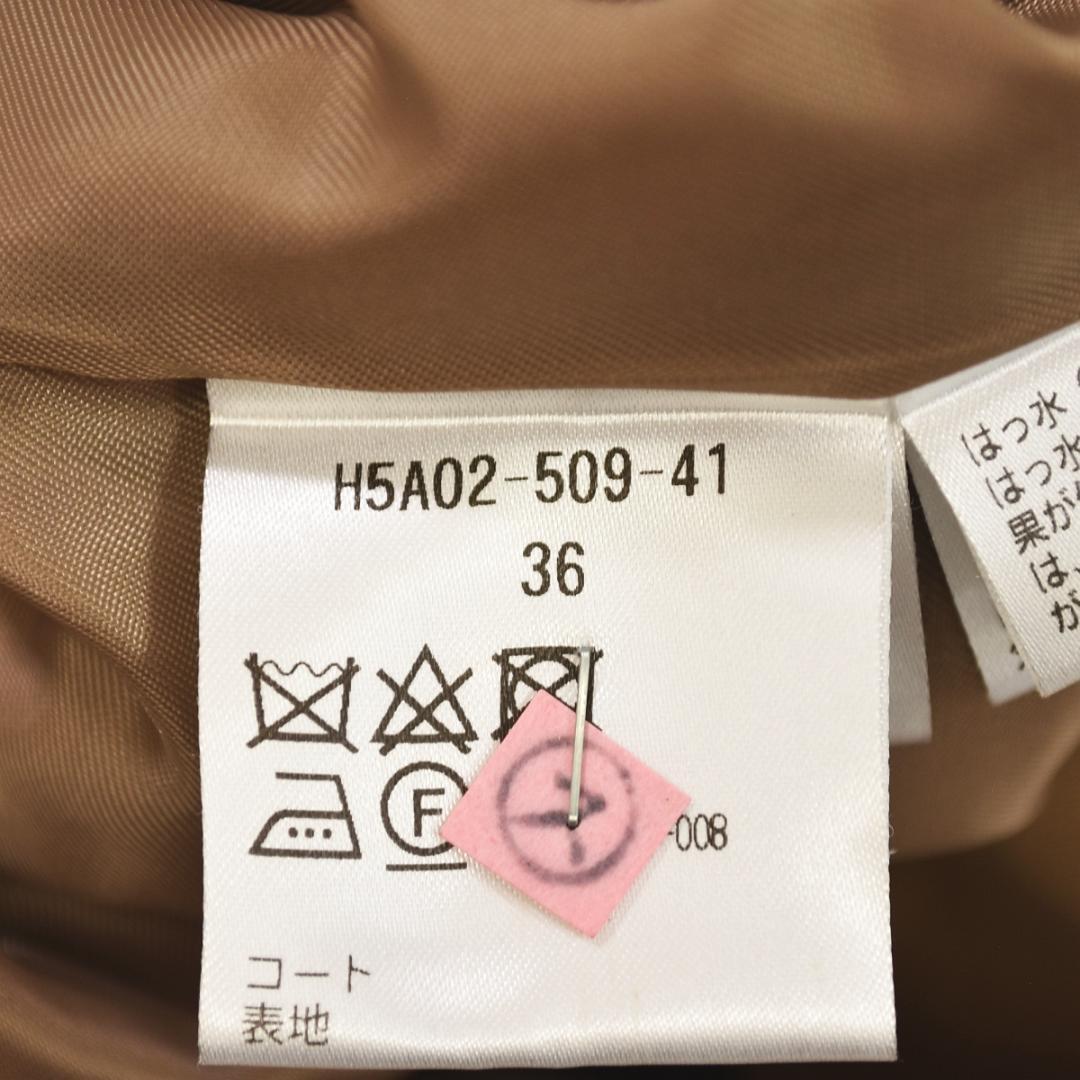 H5A02-509-41
36
F
-008
コート
表地
はっ水
はっ水
果が
は、
が